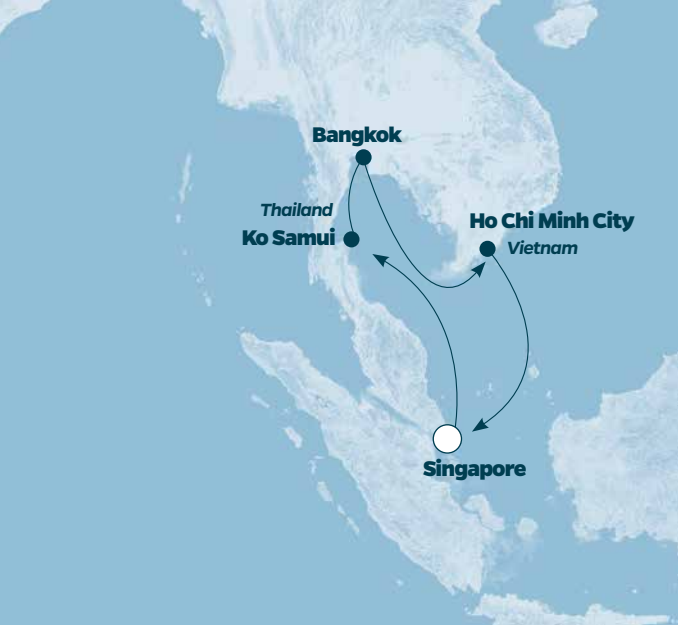 Bangkok
Thailand
Ko Samui
Ho Chi Minh City
Vietnam
Singapore